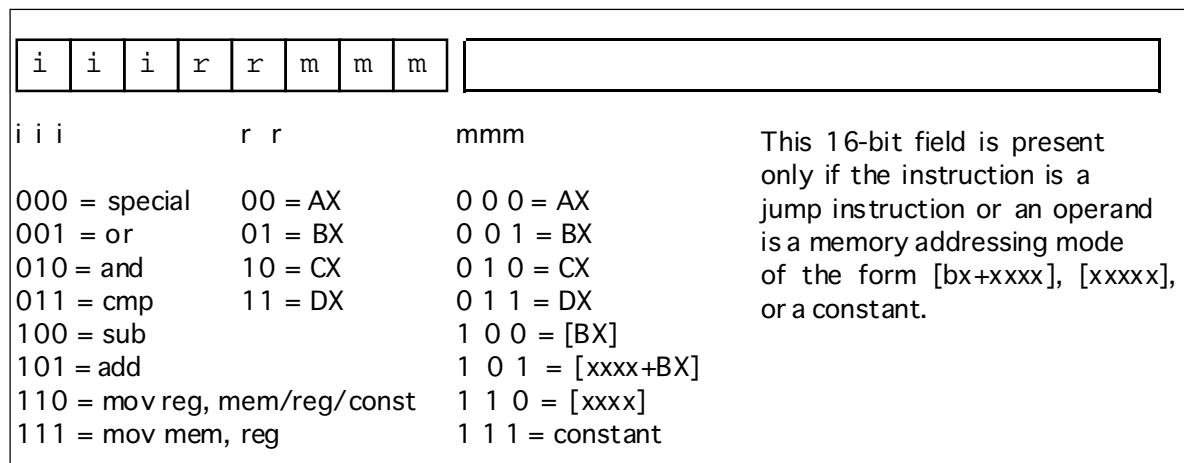 i i i r r m m m
i i i r r mmm
This 16-bit field is present
only if the instruction is a
jump instruction or an operand
is a memory addressing mode
of the form [bx+xxxx], [xxxxx],
or a constant.
000 = special 00 = AX 0 0 0 = AX
001 = or 01 = BX 0 0 1 = BX
010 = and 10 = CX 0 1 0 = CX
011 = cmp 11 = DX 0 1 1 = DX
100 = sub 1 0 0 = [BX]
101 = add 1 0 1 = [xxxx+BX]
110 = mov reg, mem/reg/const 1 1 0 = [xxxx]
111 = mov mem, reg 1 1 1 = constant